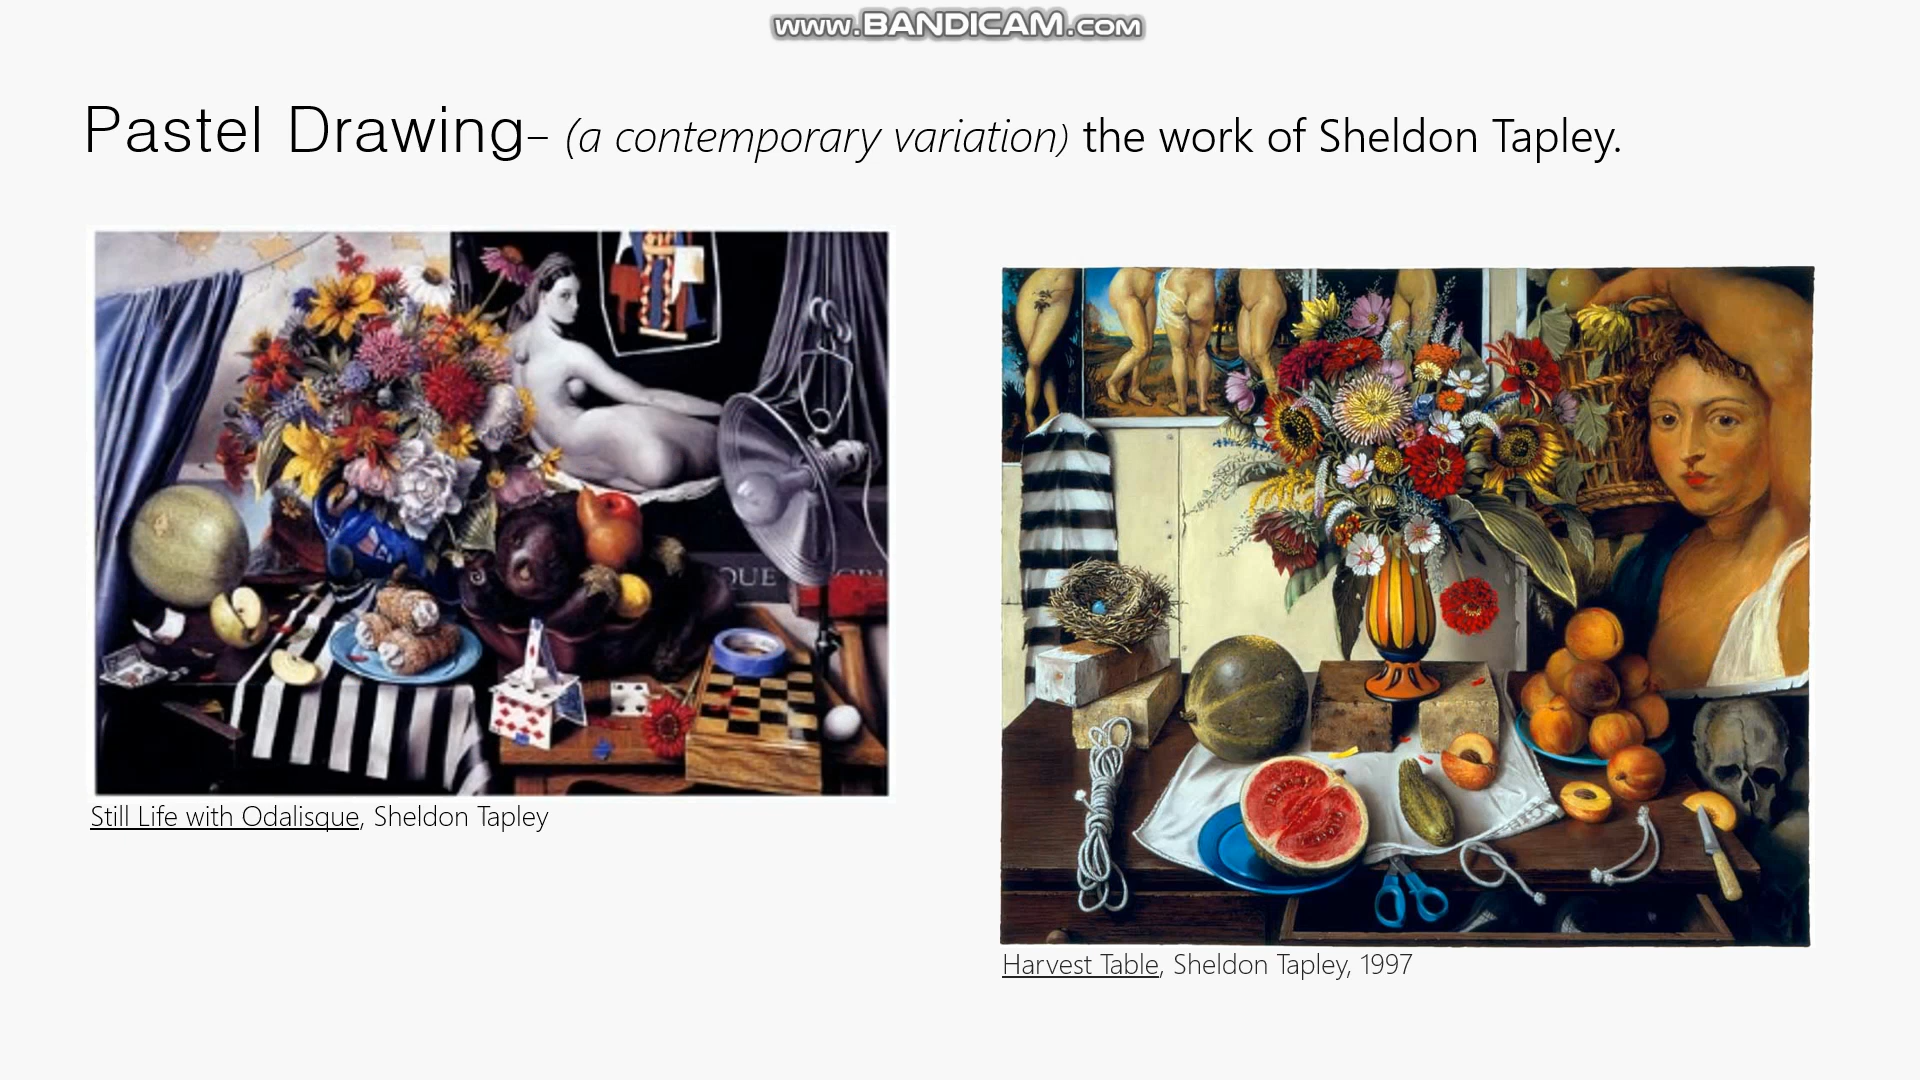 www.BANDICAM.com
Pastel Drawing– (a contemporary variation) the work of Sheldon Tapley.
Still Life with Odalisque, Sheldon Tapley
Harvest Table, Sheldon Tapley, 1997